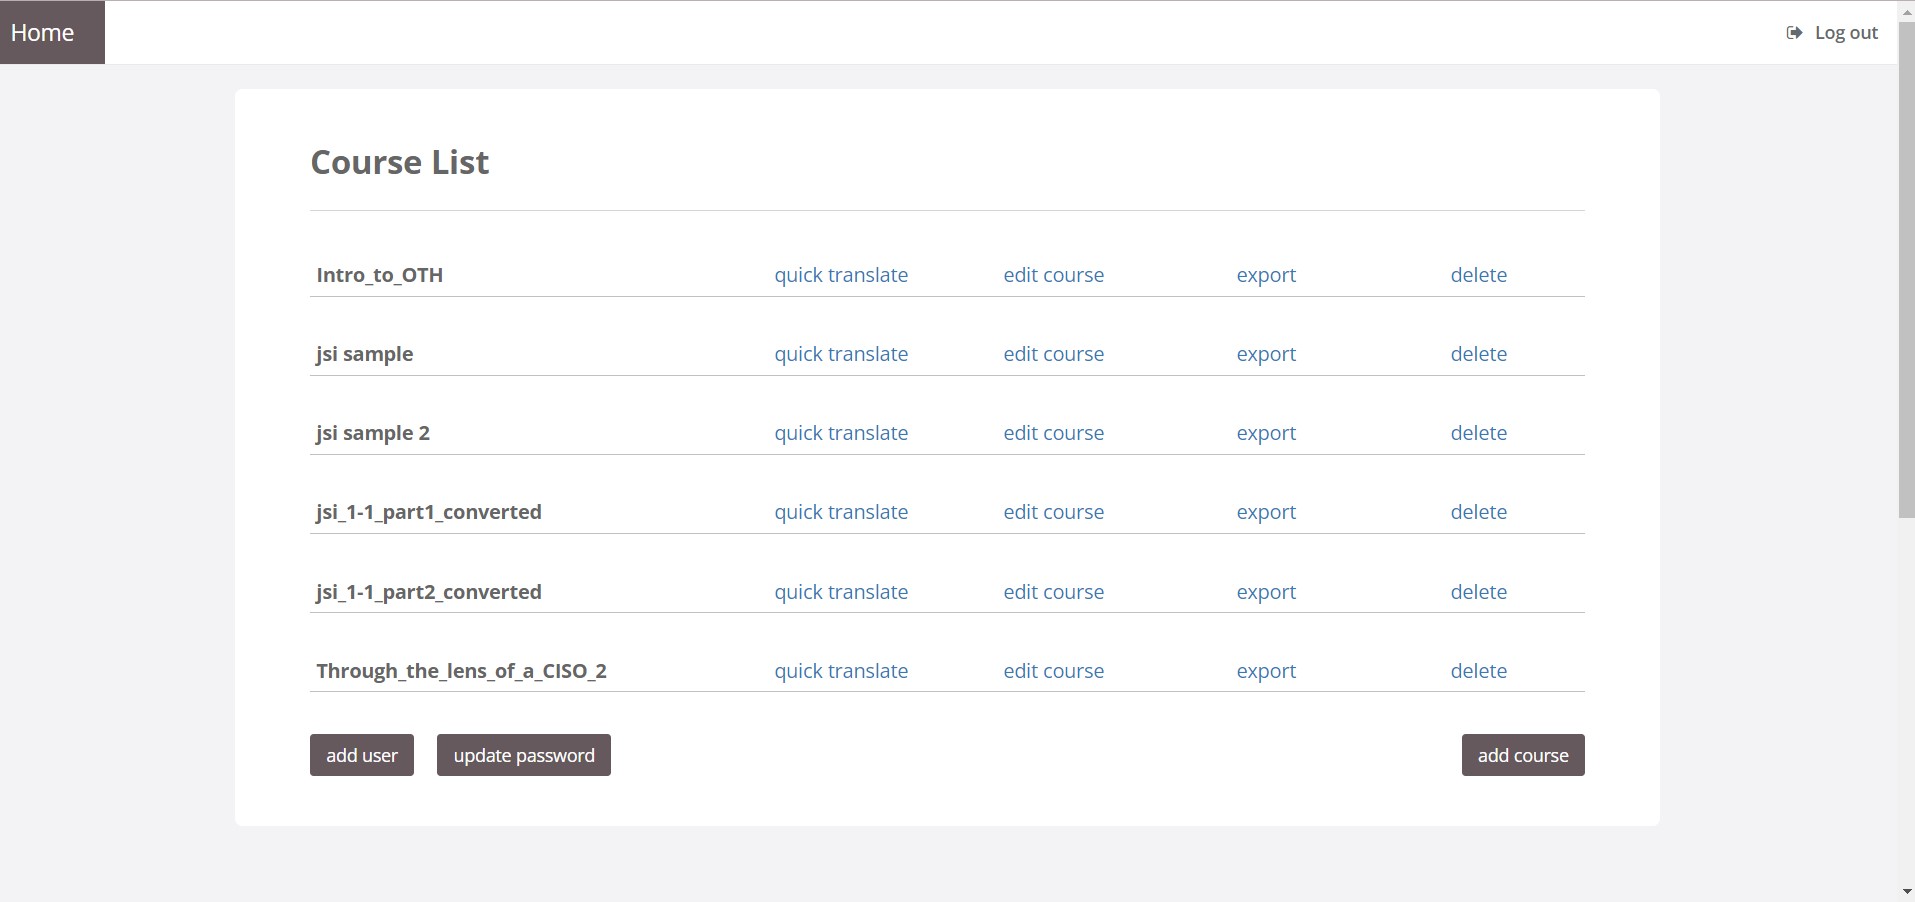 Home
Log out
Course List
Intro_to_OTH quick translate edit course export delete
jsi sample quick translate edit course export delete
jsi sample 2 quick translate edit course export delete
jsi_1-1_part1_converted quick translate edit course export delete
jsi_1-1_part2_converted quick translate edit course export delete
Through_the_lens_of_a_CISO_2 quick translate edit course export delete
add user update password add course